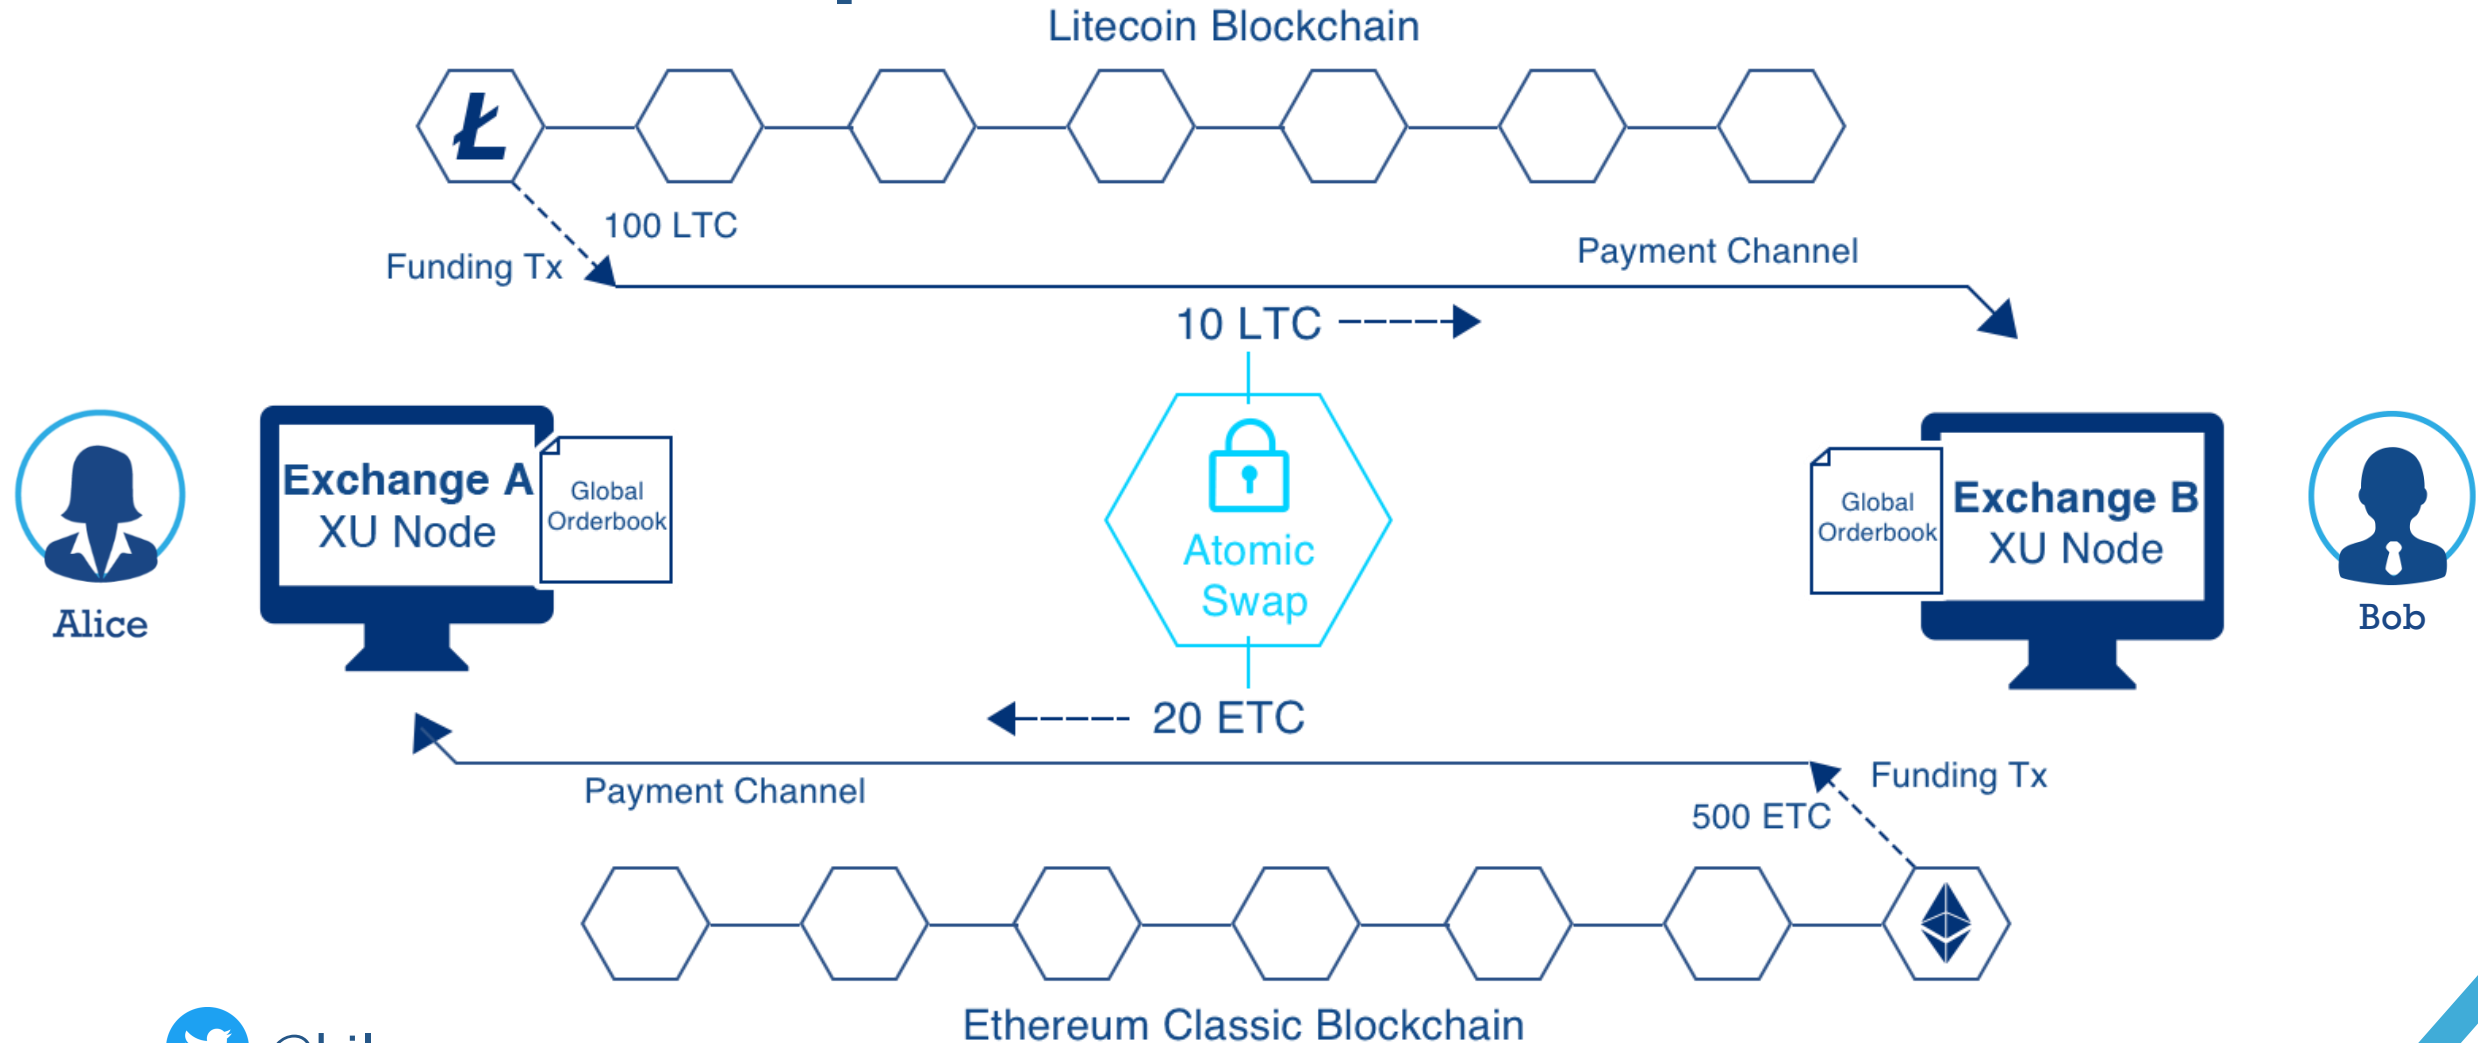 Litecoin Blockchain
100 LTC
Funding Tx
Payment Channel
10 LTC
Exchange A
XU Node
Global
Orderbook
Alice
Atomic
Swap
Global
Orderbook
Exchange B
XU Node
Bob
20 ETC
Payment Channel
Funding Tx
500 ETC
Ethereum Classic Blockchain